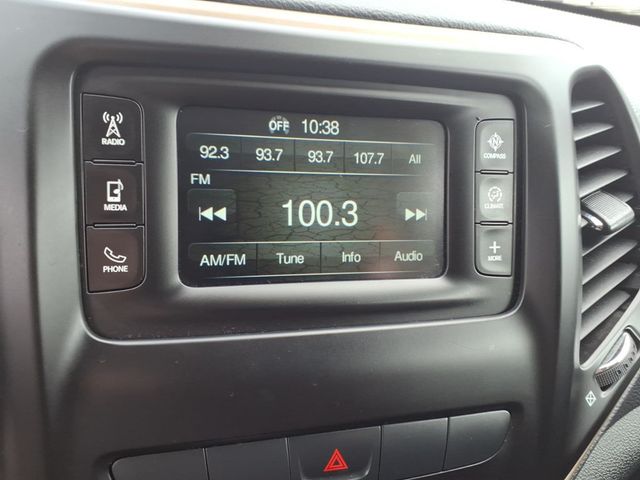 OFF 10:38
92.3 93.7 93.7 107.7 All
FM
100.3
AM/FM Tune Info Audio
RADIO
MEDIA
PHONE
N
COMPASS
CLIMATE
MORE